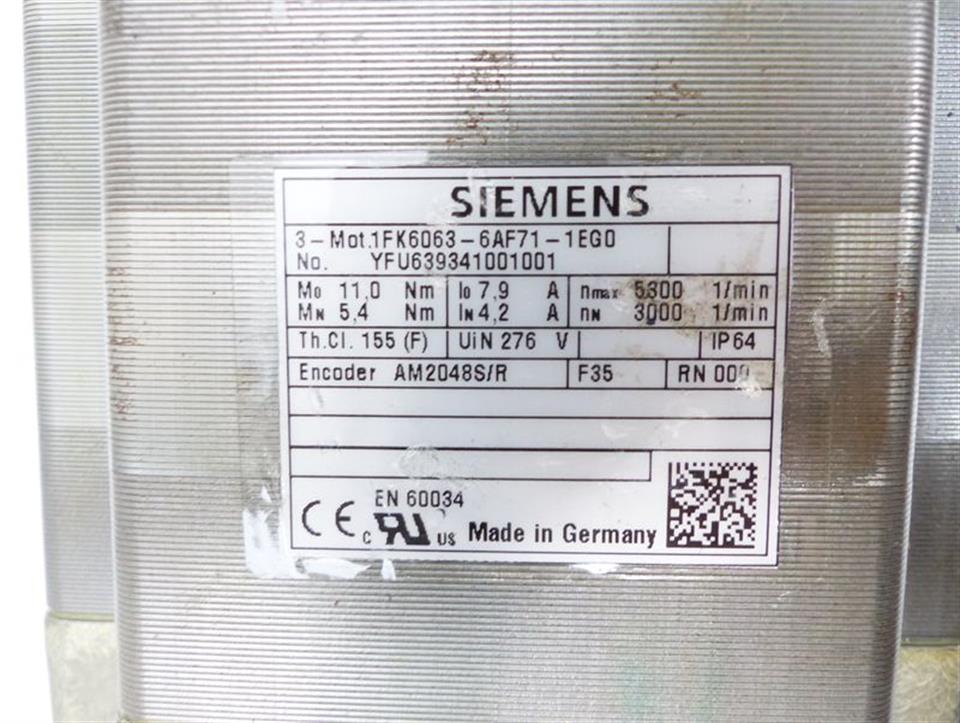 SIEMENS
3-Mot.1FK6063-6AF71-1EG0
No. YFU639341001001
M0 11,0 Nm I0 7,9 A nmax 5300 1/min
MN 5,4 Nm IN 4,2 A nN 3000 1/min
Th.Cl. 155 (F) UiN 276 V IP64
Encoder AM2048S/R F35 RN 000
EN 60034
CE c RU US Made in Germany